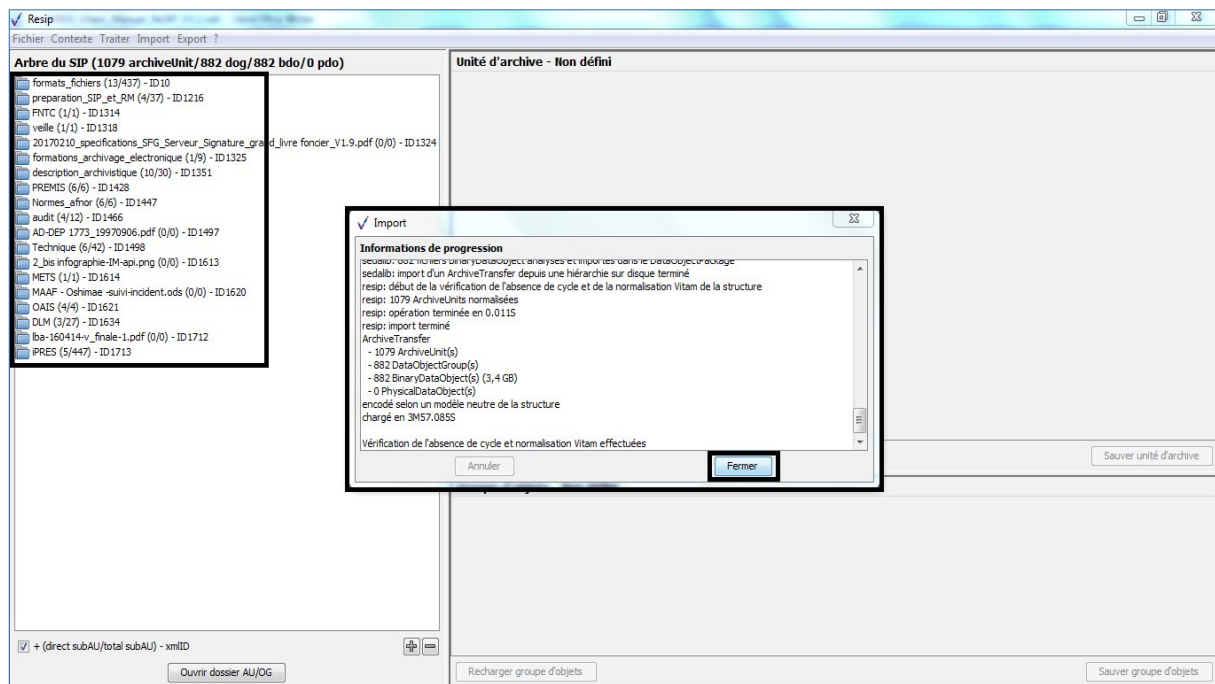 Resip
Fichier Contexte Traiter Import Export ?
Arbre du SIP (1079 archiveUnit/882 dog/882 bdo/0 pdo)
formats_fichiers (13/437) - ID10
preparation_SIP_et_RM (4/37) - ID1216
FNTC (1/1) - ID1314
veille (1/1) - ID1318
20170210_specifications_SFG_Serveur_Signature_grand_livre foncier_V1.9.pdf (0/0) - ID1324
formations_archivage_electronique (1/9) - ID1325
description_archivistique (10/30) - ID1351
PREMIS (6/6) - ID1428
Normes_afnor (6/6) - ID1447
audit (4/12) - ID1466
AD-DEP 1773_19970906.pdf (0/0) - ID1497
Technique (6/42) - ID1498
2_bis infographie-IM-api.png (0/0) - ID1613
METS (1/1) - ID1614
MAAF - Oshimae -suivi-incident.ods (0/0) - ID1620
OAIS (4/4) - ID1621
DLM (3/27) - ID1634
lba-160414-v_finale-1.pdf (0/0) - ID1712
iPRES (5/447) - ID1713
+ (direct subAU/total subAU) - xmlID
Ouvrir dossier AU/OG
Unité d'archive - Non défini
Import
Informations de progression
sedalib: 882 fichiers BinaryDataObject analysés et importés dans le DataObjectPackage
sedalib: import d'un ArchiveTransfer depuis une hiérarchie sur disque terminé
resip: début de la vérification de l'absence de cycle et de la normalisation Vitam de la structure
resip: 1079 ArchiveUnits normalisées
resip: opération terminée en 0.011S
resip: import terminé
ArchiveTransfer
- 1079 ArchiveUnit(s)
- 882 DataObjectGroup(s)
- 882 BinaryDataObject(s) (3,4 GB)
- 0 PhysicalDataObject(s)
encodé selon un modèle neutre de la structure
chargé en 3M57.085S
Vérification de l'absence de cycle et normalisation Vitam effectuées
Annuler
Fermer
Sauver unité d'archive
Recharger groupe d'objets
Sauver groupe d'objets